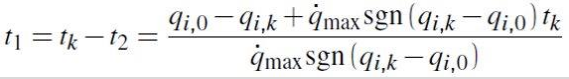 $t_1 = t_k - t_2 = \dfrac{q_{i,0} - q_{i,k} + \dot{q}_{\max} \operatorname{sgn}(q_{i,k} - q_{i,0})\, t_k}{\dot{q}_{\max} \operatorname{sgn}(q_{i,k} - q_{i,0})}$